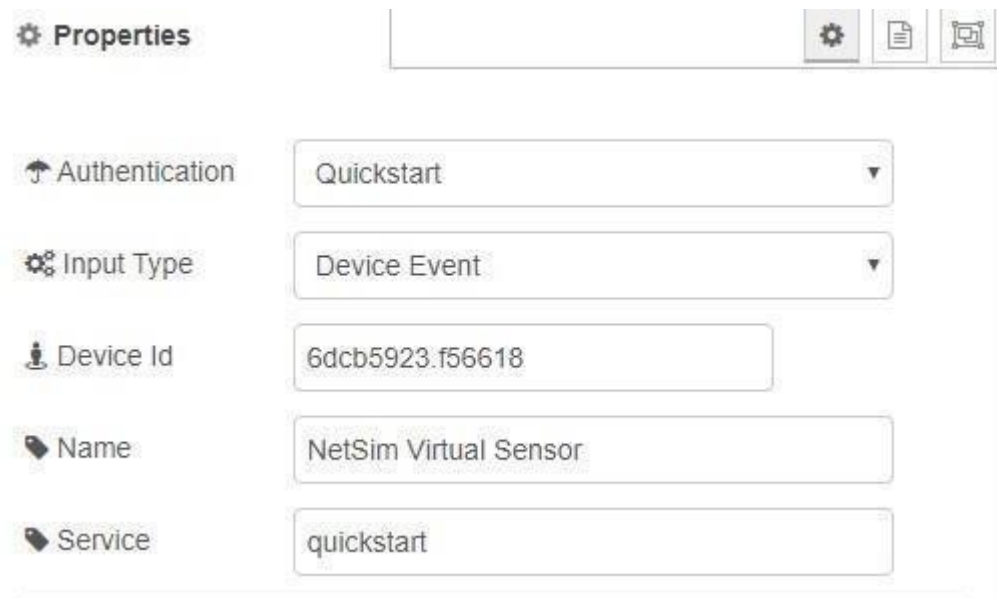 Properties
Authentication Quickstart
Input Type Device Event
Device Id 6dcb5923.f56618
Name NetSim Virtual Sensor
Service quickstart